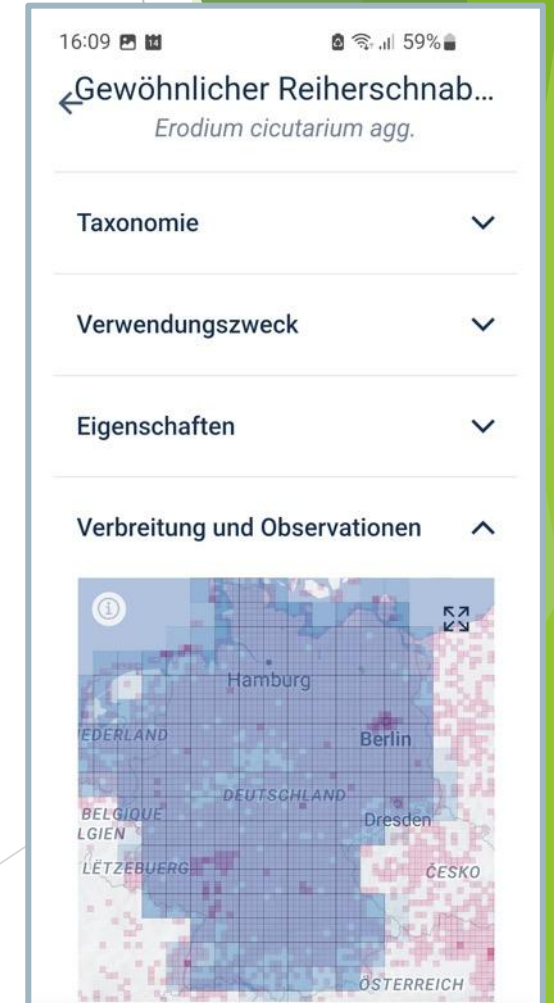 16:09 59%
Gewöhnlicher Reiherschnab...
Erodium cicutarium agg.
Taxonomie
Verwendungszweck
Eigenschaften
Verbreitung und Observationen
Hamburg
EDERLAND
Berlin
DEUTSCHLAND
BELGIQUE
LGIEN
Dresden
LËTZEBUERG
ČESKO
ÖSTERREICH